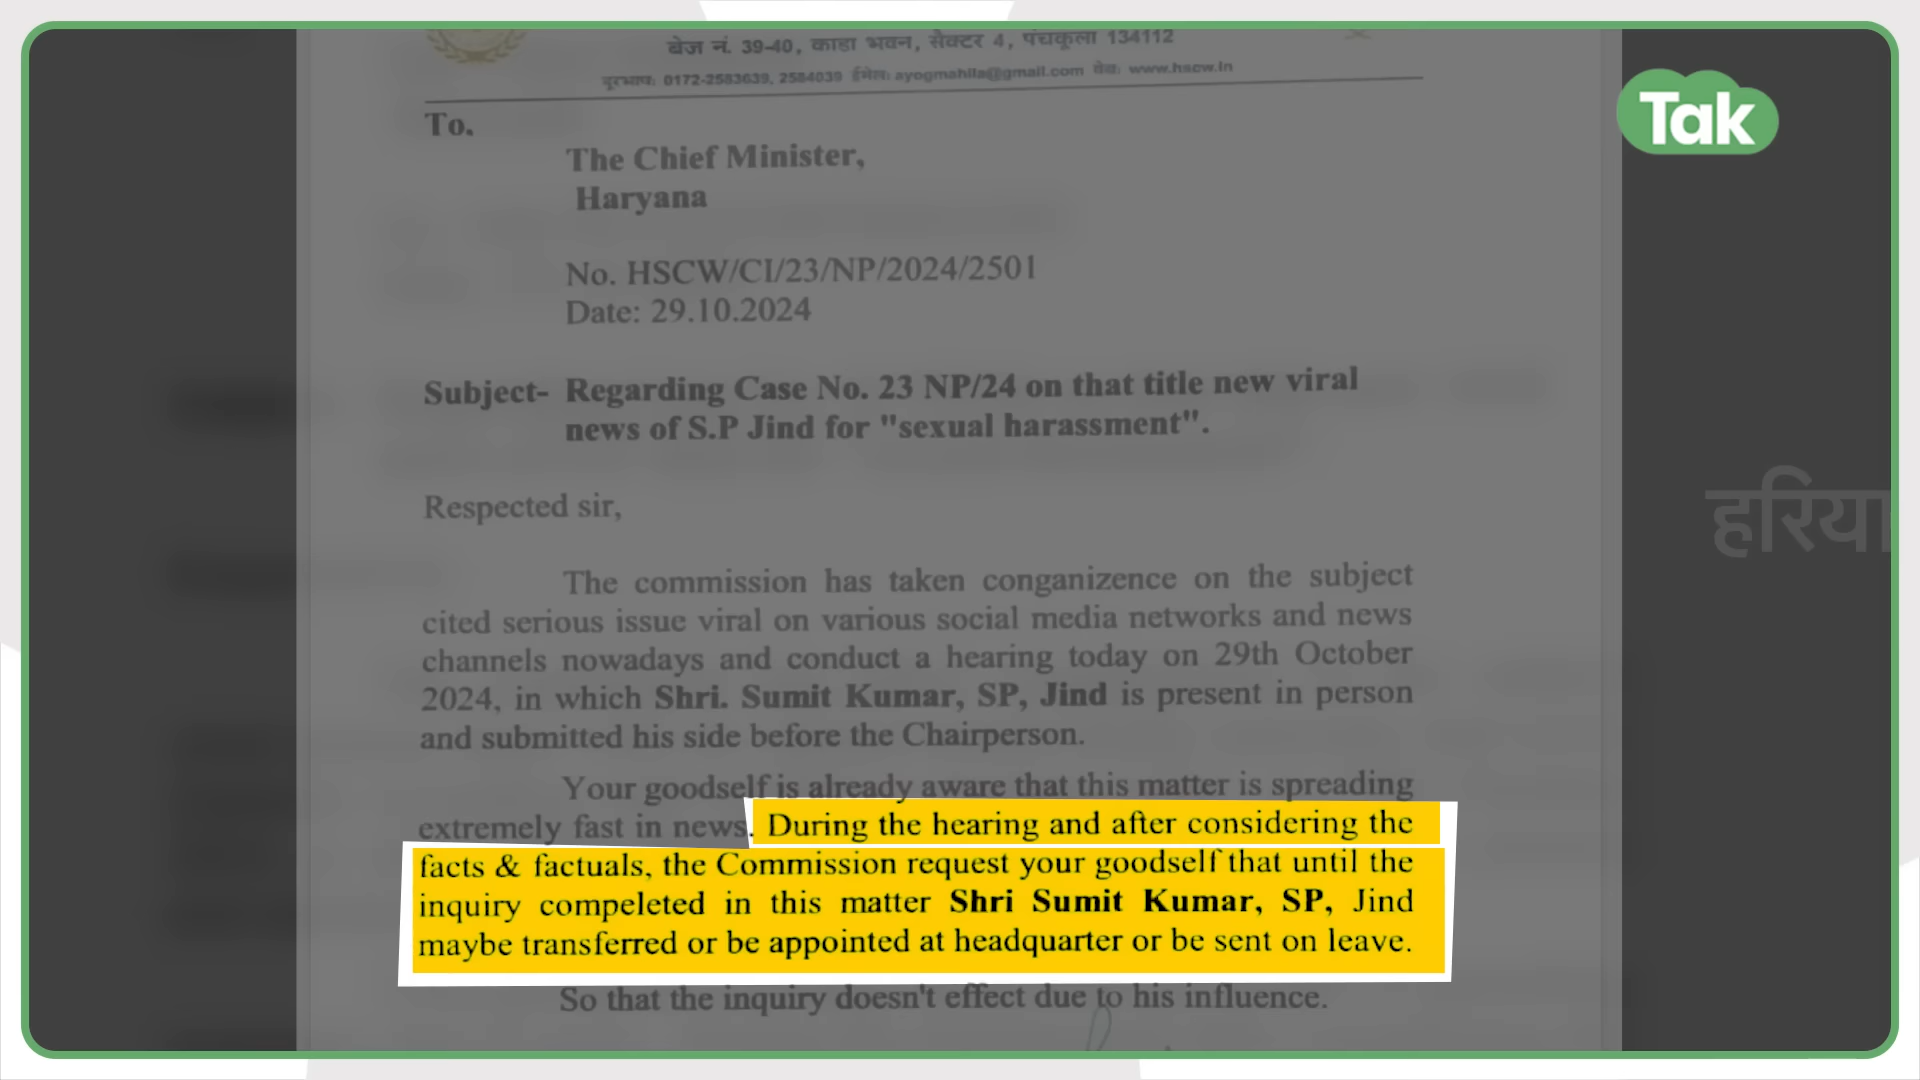 बेज नं. 39-40, काडा भवन, सैक्टर 4, पंचकूला 134112
दूरभाष: 0172-2583639, 2584039 ईमेल: ayogmahila@gmail.com वेब: www.hscw.in
Tak
To.
The Chief Minister,
Haryana
No. HSCW/CI/23/NP/2024/2501
Date: 29.10.2024
Subject- Regarding Case No. 23 NP/24 on that title new viral
news of S.P Jind for "sexual harassment".
हरिया
Respected sir,
The commission has taken conganizence on the subject
cited serious issue viral on various social media networks and news
channels nowadays and conduct a hearing today on 29th October
2024, in which Shri. Sumit Kumar, SP, Jind is present in person
and submitted his side before the Chairperson.
Your goodself is already aware that this matter is spreading
extremely fast in news. During the hearing and after considering the
facts & factuals, the Commission request your goodself that until the
inquiry compeleted in this matter Shri Sumit Kumar, SP, Jind
maybe transferred or be appointed at headquarter or be sent on leave.
So that the inquiry doesn't effect due to his influence.